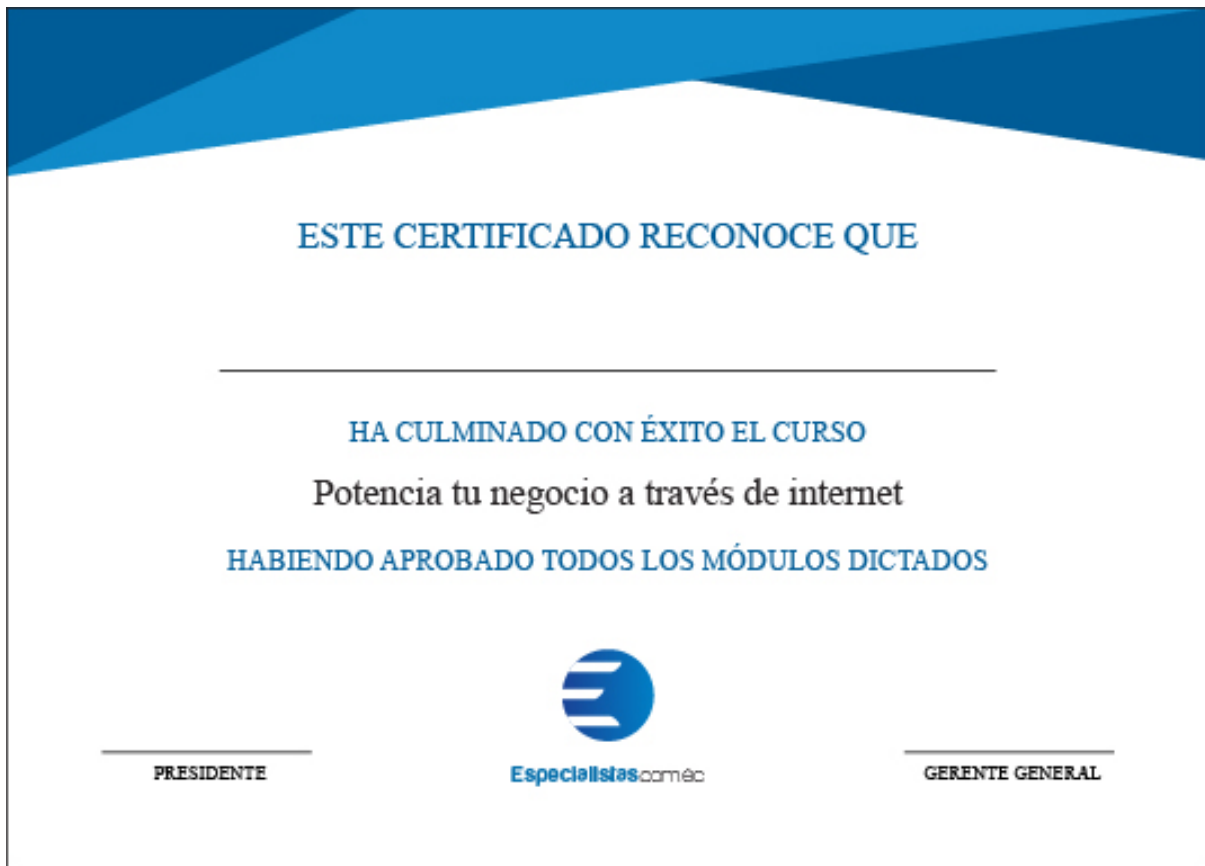 ESTE CERTIFICADO RECONOCE QUE
HA CULMINADO CON ÉXITO EL CURSO
Potencia tu negocio a través de internet
HABIENDO APROBADO TODOS LOS MÓDULOS DICTADOS
Especialistas.com.ec
PRESIDENTE
GERENTE GENERAL